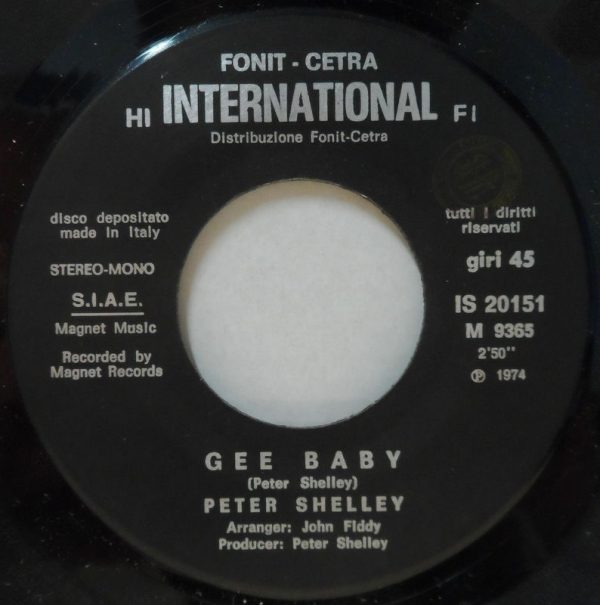 FONIT - CETRA
HI INTERNATIONAL FI
Distribuzione Fonit-Cetra
disco depositato
made in Italy
STEREO-MONO
S.I.A.E.
Magnet Music
Recorded by
Magnet Records
tutti i diritti
riservati
giri 45
IS 20151
M 9365
2'50''
℗ 1974
GEE BABY
(Peter Shelley)
PETER SHELLEY
Arranger: John Fiddy
Producer: Peter Shelley